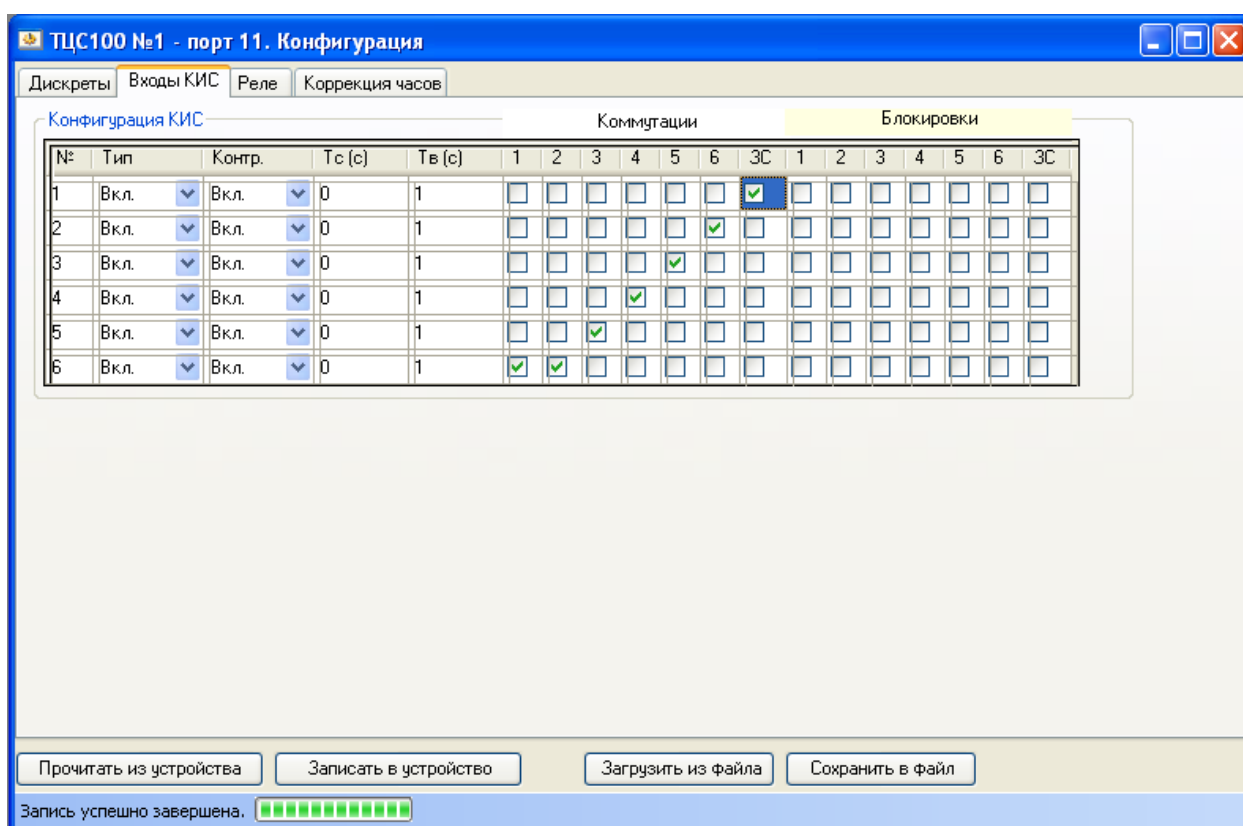 ТЦС100 №1 - порт 11. Конфигурация
Дискреты Входы КИС Реле Коррекция часов
Конфигурация КИС Коммутации Блокировки
№ Тип Контр. Тс (с) Тв (с) 1 2 3 4 5 6 ЗС 1 2 3 4 5 6 ЗС
1 Вкл. Вкл. 0 1
2 Вкл. Вкл. 0 1
3 Вкл. Вкл. 0 1
4 Вкл. Вкл. 0 1
5 Вкл. Вкл. 0 1
6 Вкл. Вкл. 0 1
Прочитать из устройства Записать в устройство Загрузить из файла Сохранить в файл
Запись успешно завершена.